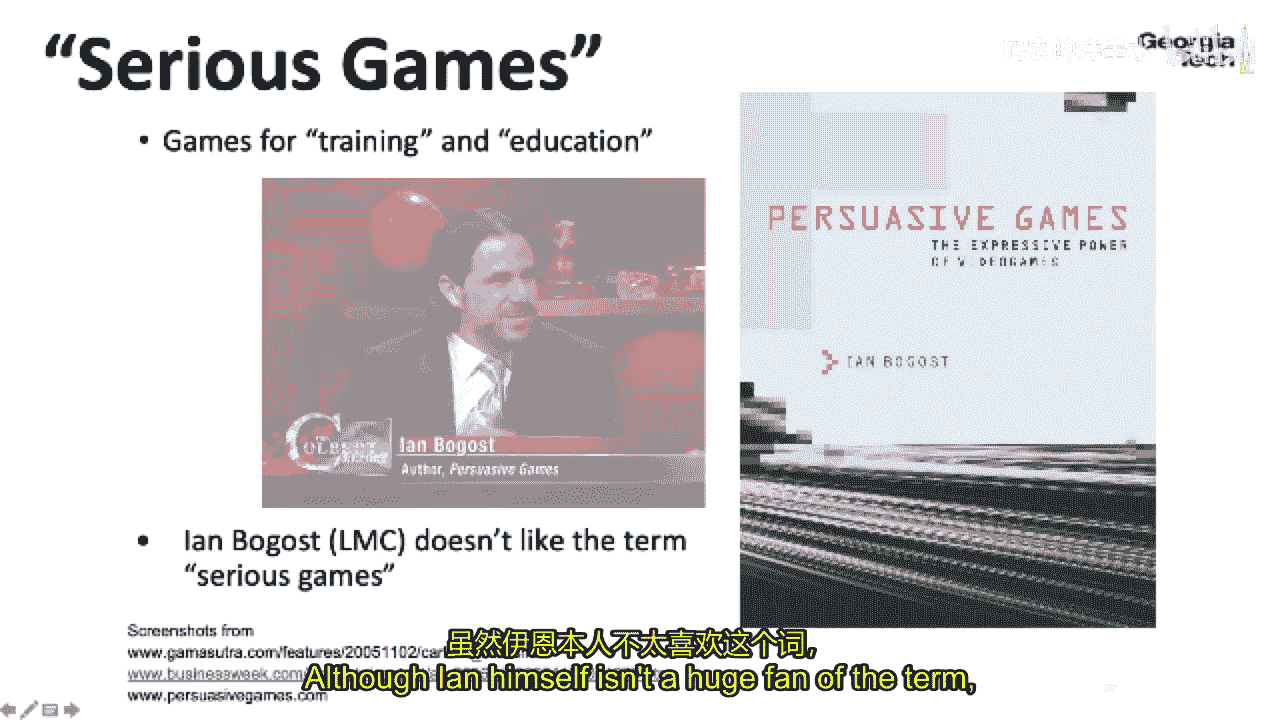 “Serious Games”
Georgia
Tech
• Games for “training” and “education”
PERSUASIVE GAMES
THE EXPRESSIVE POWER
OF VIDEOGAMES
IAN BOGOST
Ian Bogost
Author, Persuasive Games
• Ian Bogost (LMC) doesn’t like the term
“serious games”
Screenshots from
www.gamasutra.com/features/20051102/car
www.businessweek.com/
www.persuasivegames.com
虽然伊恩本人不太喜欢这个词,
Although Ian himself isn't a huge fan of the term,